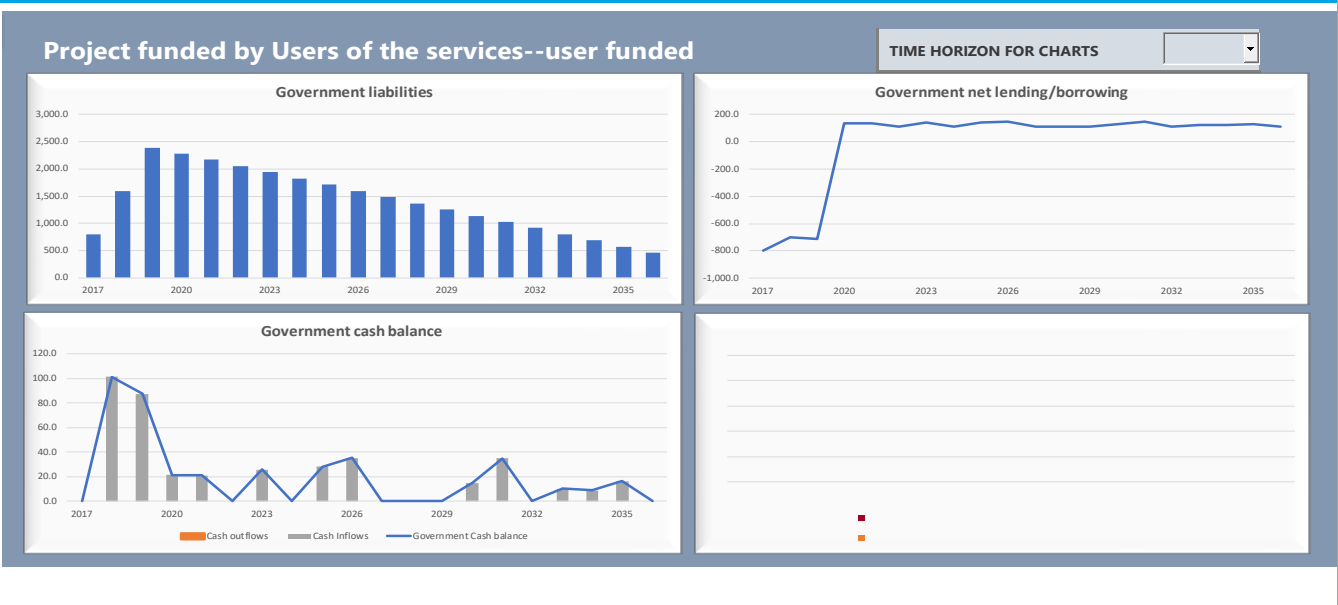 Project funded by Users of the services--user funded
TIME HORIZON FOR CHARTS
Government liabilities
3,000.0
2,500.0
2,000.0
1,500.0
1,000.0
500.0
0.0
2017 2020 2023 2026 2029 2032 2035
Government net lending/borrowing
200.0
0.0
-200.0
-400.0
-600.0
-800.0
-1,000.0
2017 2020 2023 2026 2029 2032 2035
Government cash balance
120.0
100.0
80.0
60.0
40.0
20.0
0.0
2017 2020 2023 2026 2029 2032 2035
Cash outflows Cash Inflows Government Cash balance